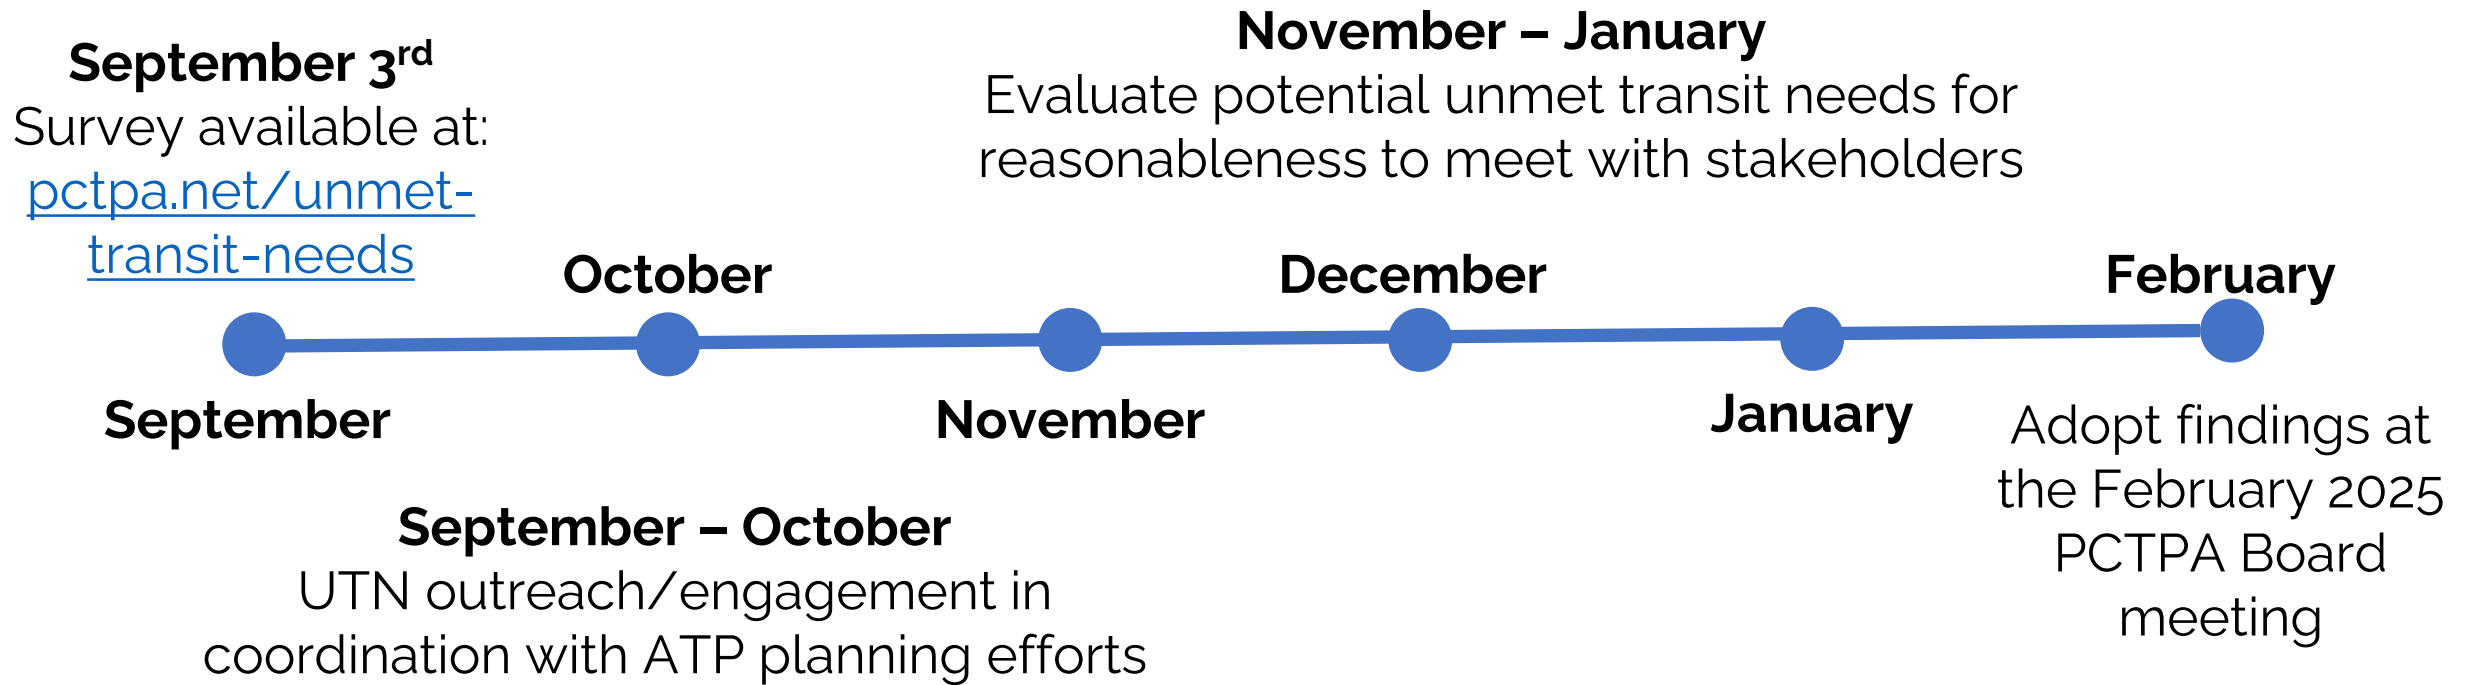 September 3rd
Survey available at:
pctpa.net/unmet-
transit-needs
November – January
Evaluate potential unmet transit needs for
reasonableness to meet with stakeholders
October
December
February
September
November
January
Adopt findings at
the February 2025
PCTPA Board
meeting
September – October
UTN outreach/engagement in
coordination with ATP planning efforts